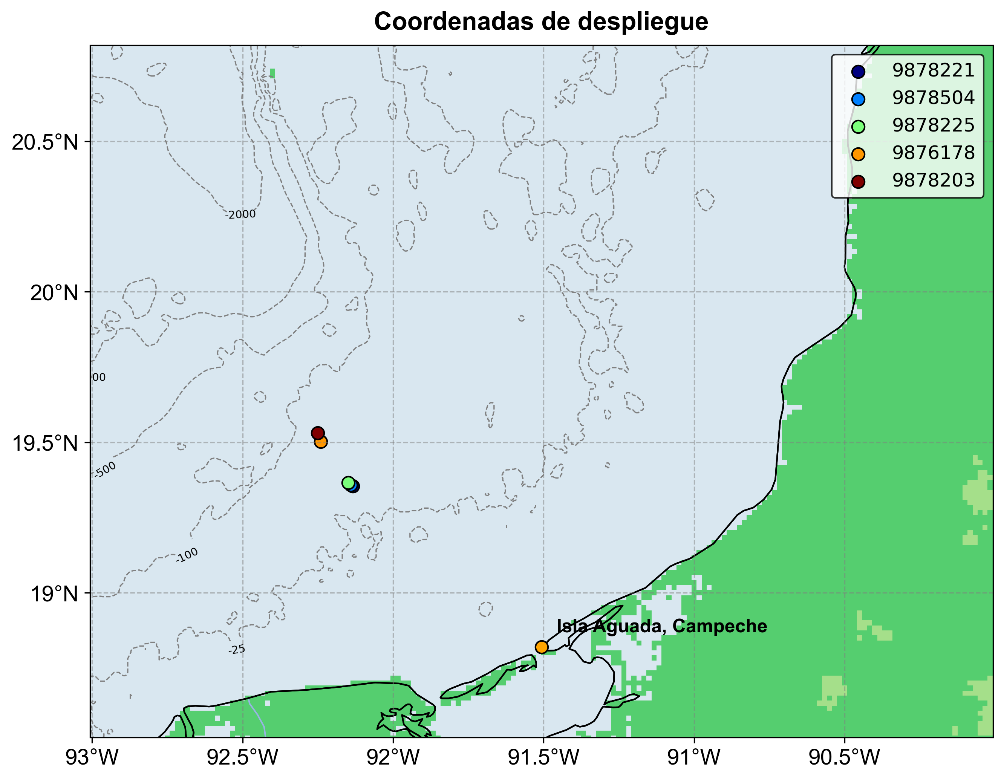 Coordenadas de despliegue
9878221
9878504
9878225
9876178
9878203
20.5°N
20°N
19.5°N
19°N
-2000
00
-500
-100
-25
Isla Aguada, Campeche
93°W
92.5°W
92°W
91.5°W
91°W
90.5°W